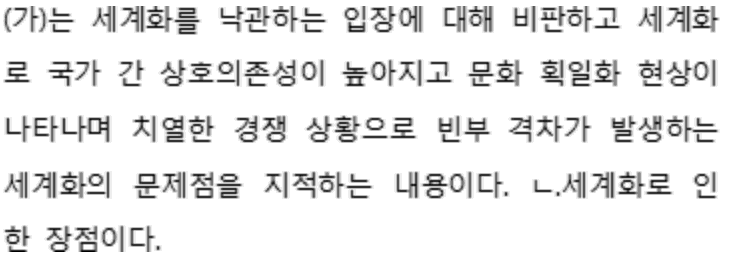 (가)는 세계화를 낙관하는 입장에 대해 비판하고 세계화
로 국가 간 상호의존성이 높아지고 문화 획일화 현상이
나타나며 치열한 경쟁 상황으로 빈부 격차가 발생하는
세계화의 문제점을 지적하는 내용이다. ㄴ.세계화로 인
한 장점이다.